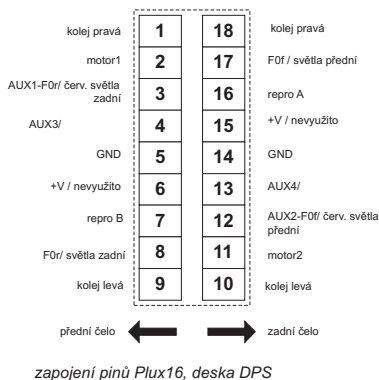 kolej pravá 1 18 kolej pravá
motor1 2 17 F0f / světla přední
AUX1-F0r/ červ. světla
zadní 3 16 repro A
AUX3/ 4 15 +V / nevyužito
GND 5 14 GND
+V / nevyužito 6 13 AUX4/
repro B 7 12 AUX2-F0f/ červ. světla
přední
F0r/ světla zadní 8 11 motor2
kolej levá 9 10 kolej levá
přední čelo zadní čelo
zapojení pinů Plux16, deska DPS